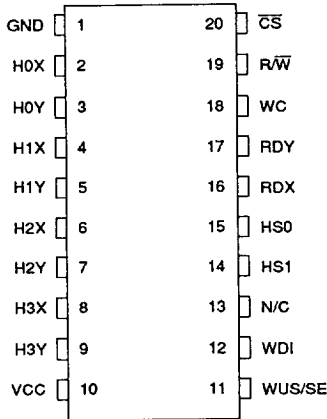 GND 1 20 C̅S̅
H0X 2 19 R/W̅
H0Y 3 18 WC
H1X 4 17 RDY
H1Y 5 16 RDX
H2X 6 15 HS0
H2Y 7 14 HS1
H3X 8 13 N/C
H3Y 9 12 WDI
VCC 10 11 WUS/SE